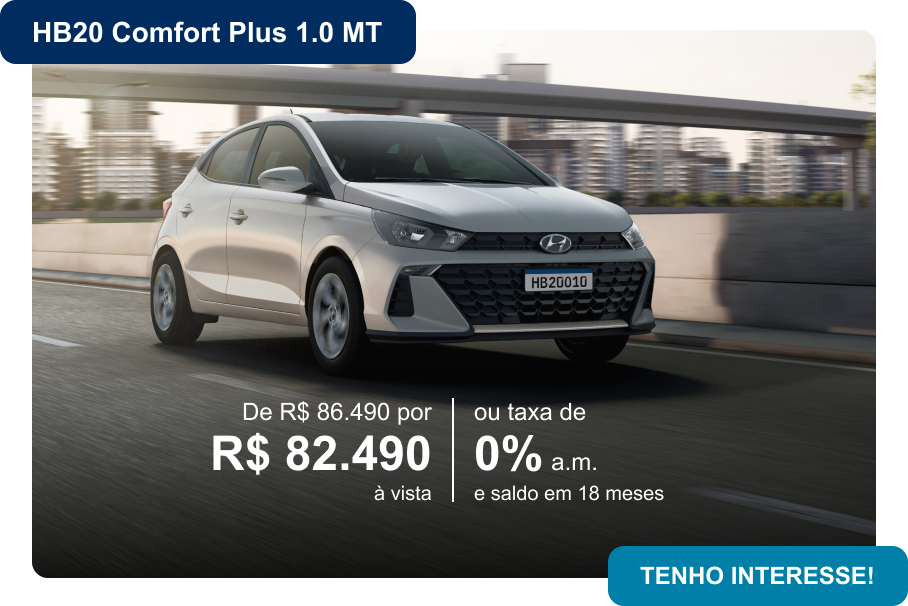 HB20 Comfort Plus 1.0 MT
HB20010
De R$ 86.490 por
R$ 82.490
à vista
ou taxa de
0% a.m.
e saldo em 18 meses
TENHO INTERESSE!